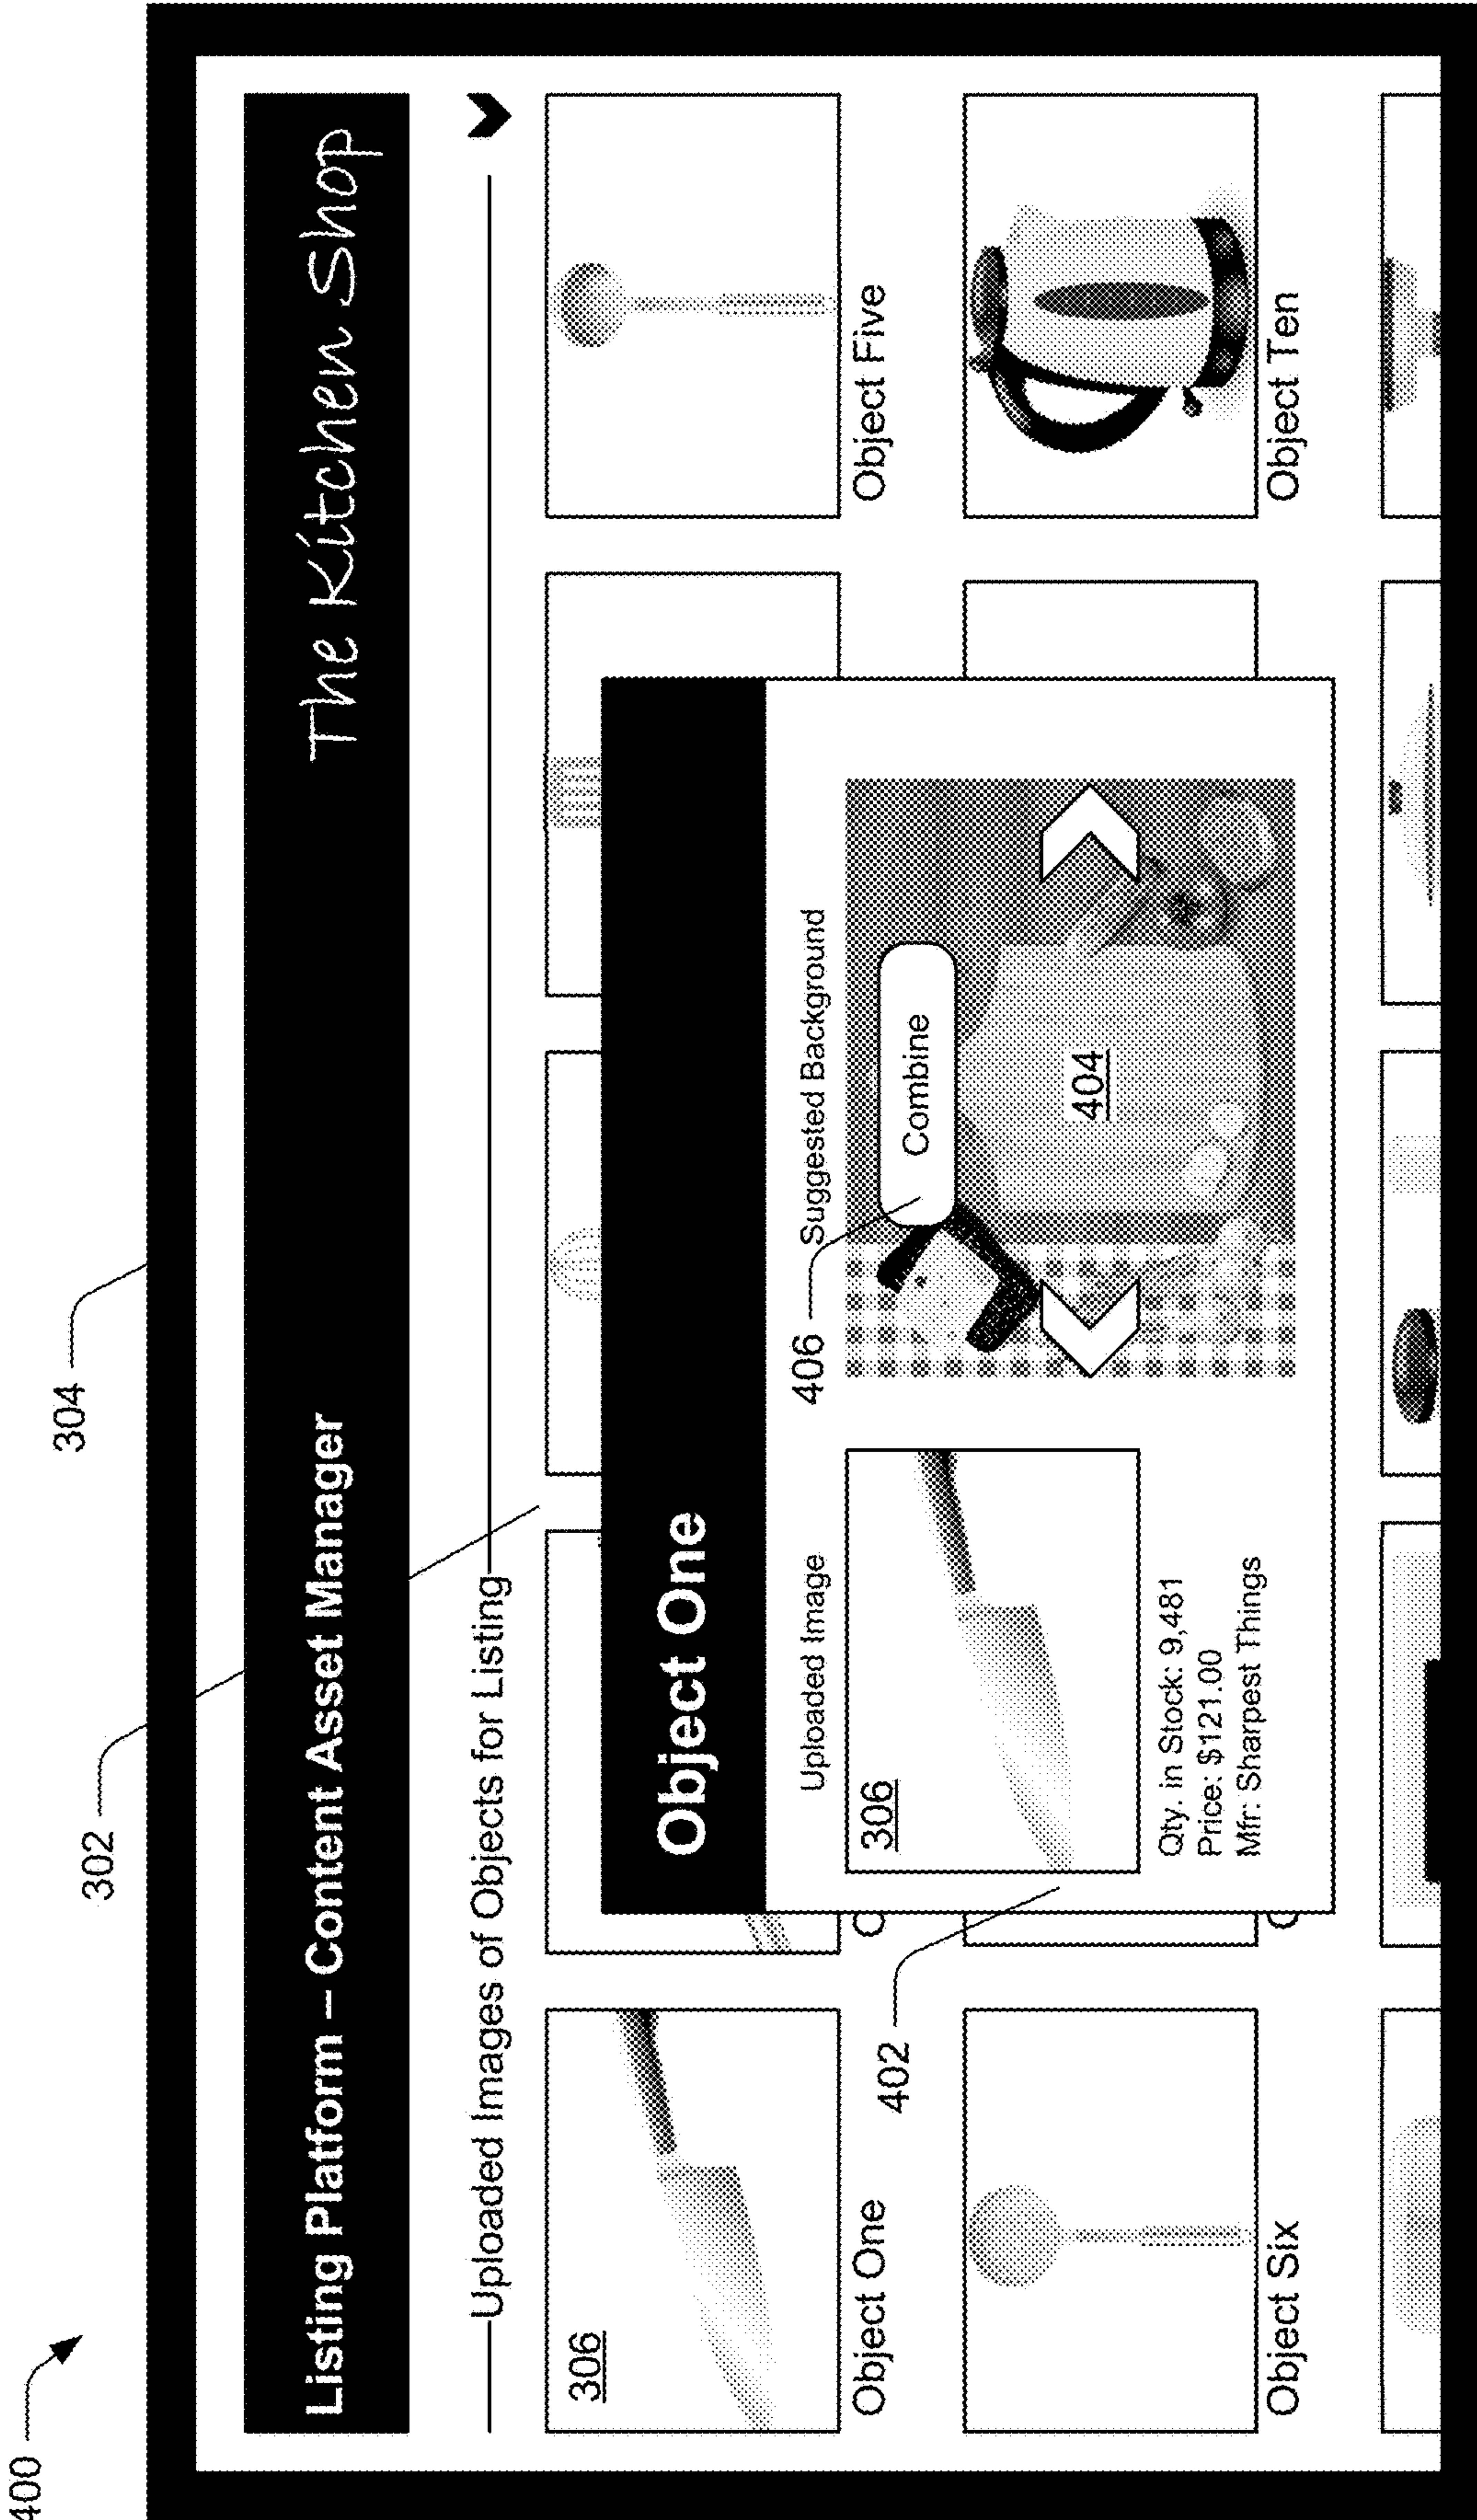 400
302
304
Listing Platform – Content Asset Manager
The Kitchen Shop
Uploaded Images of Objects for Listing
306
Object One
Object Five
402
Object One
Uploaded Image
406
Suggested Background
306
Combine
404
Qty. in Stock: 9,481
Price: $121.00
Mfr: Sharpest Things
Object Six
Object Ten